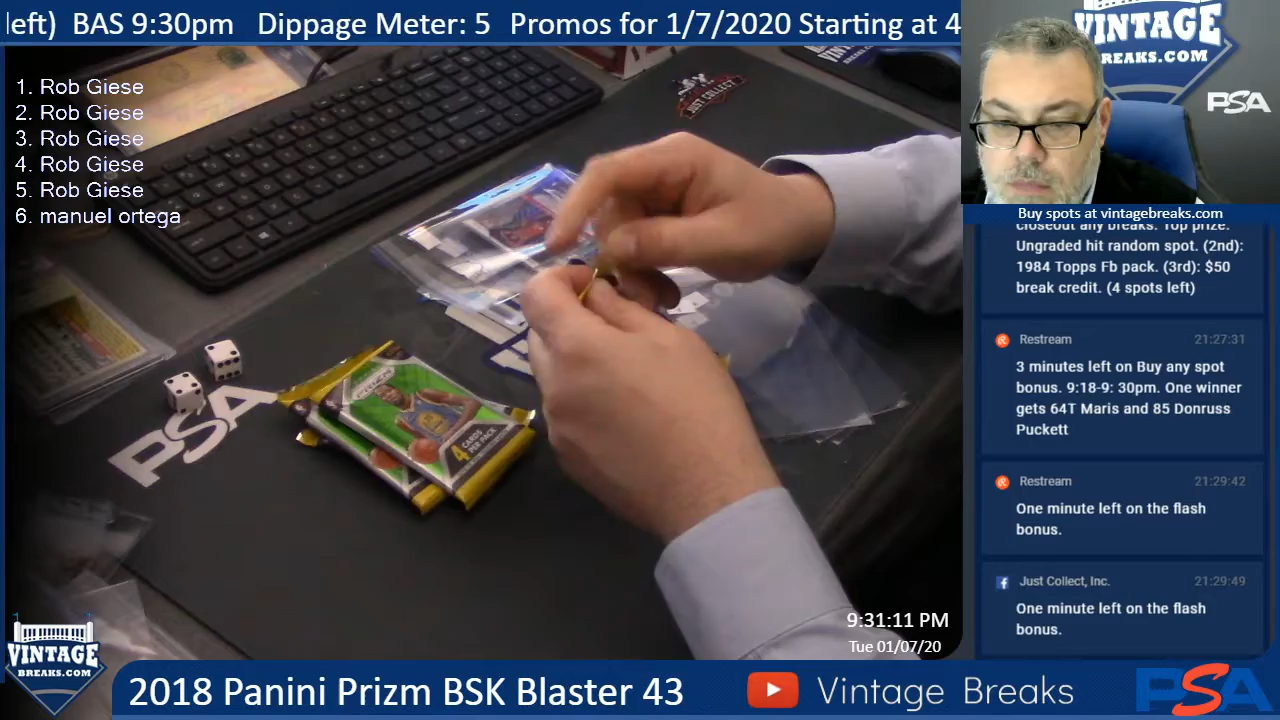 left) BAS 9:30pm Dippage Meter: 5 Promos for 1/7/2020 Starting at 4
1. Rob Giese
2. Rob Giese
3. Rob Giese
4. Rob Giese
5. Rob Giese
6. manuel ortega
VINTAGE
BREAKS.COM
PSA
Buy spots at vintagebreaks.com
closeout any breaks. Top prize.
Ungraded hit random spot. (2nd):
1984 Topps Fb pack. (3rd): $50
break credit. (4 spots left)
Restream 21:27:31
3 minutes left on Buy any spot
bonus. 9:18-9: 30pm. One winner
gets 64T Maris and 85 Donruss
Puckett
Restream 21:29:42
One minute left on the flash
bonus.
Just Collect, Inc. 21:29:49
One minute left on the flash
bonus.
JUST COLLECT
PSA
PRIZM
4 CARDS
PER PACK
9:31:11 PM
Tue 01/07/20
VINTAGE
BREAKS.COM
2018 Panini Prizm BSK Blaster 43
Vintage Breaks
PSA